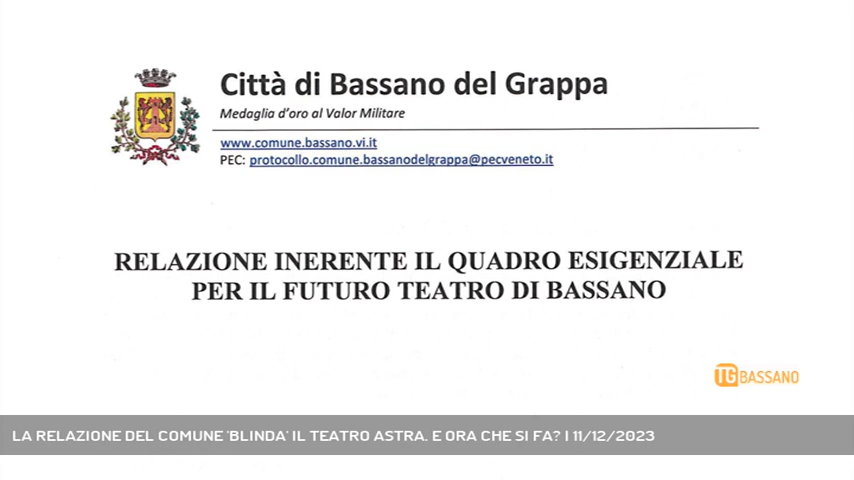 Città di Bassano del Grappa
Medaglia d'oro al Valor Militare
www.comune.bassano.vi.it
PEC: protocollo.comune.bassanodelgrappa@pecveneto.it
RELAZIONE INERENTE IL QUADRO ESIGENZIALE
PER IL FUTURO TEATRO DI BASSANO
TG BASSANO
LA RELAZIONE DEL COMUNE 'BLINDA' IL TEATRO ASTRA. E ORA CHE SI FA? | 11/12/2023